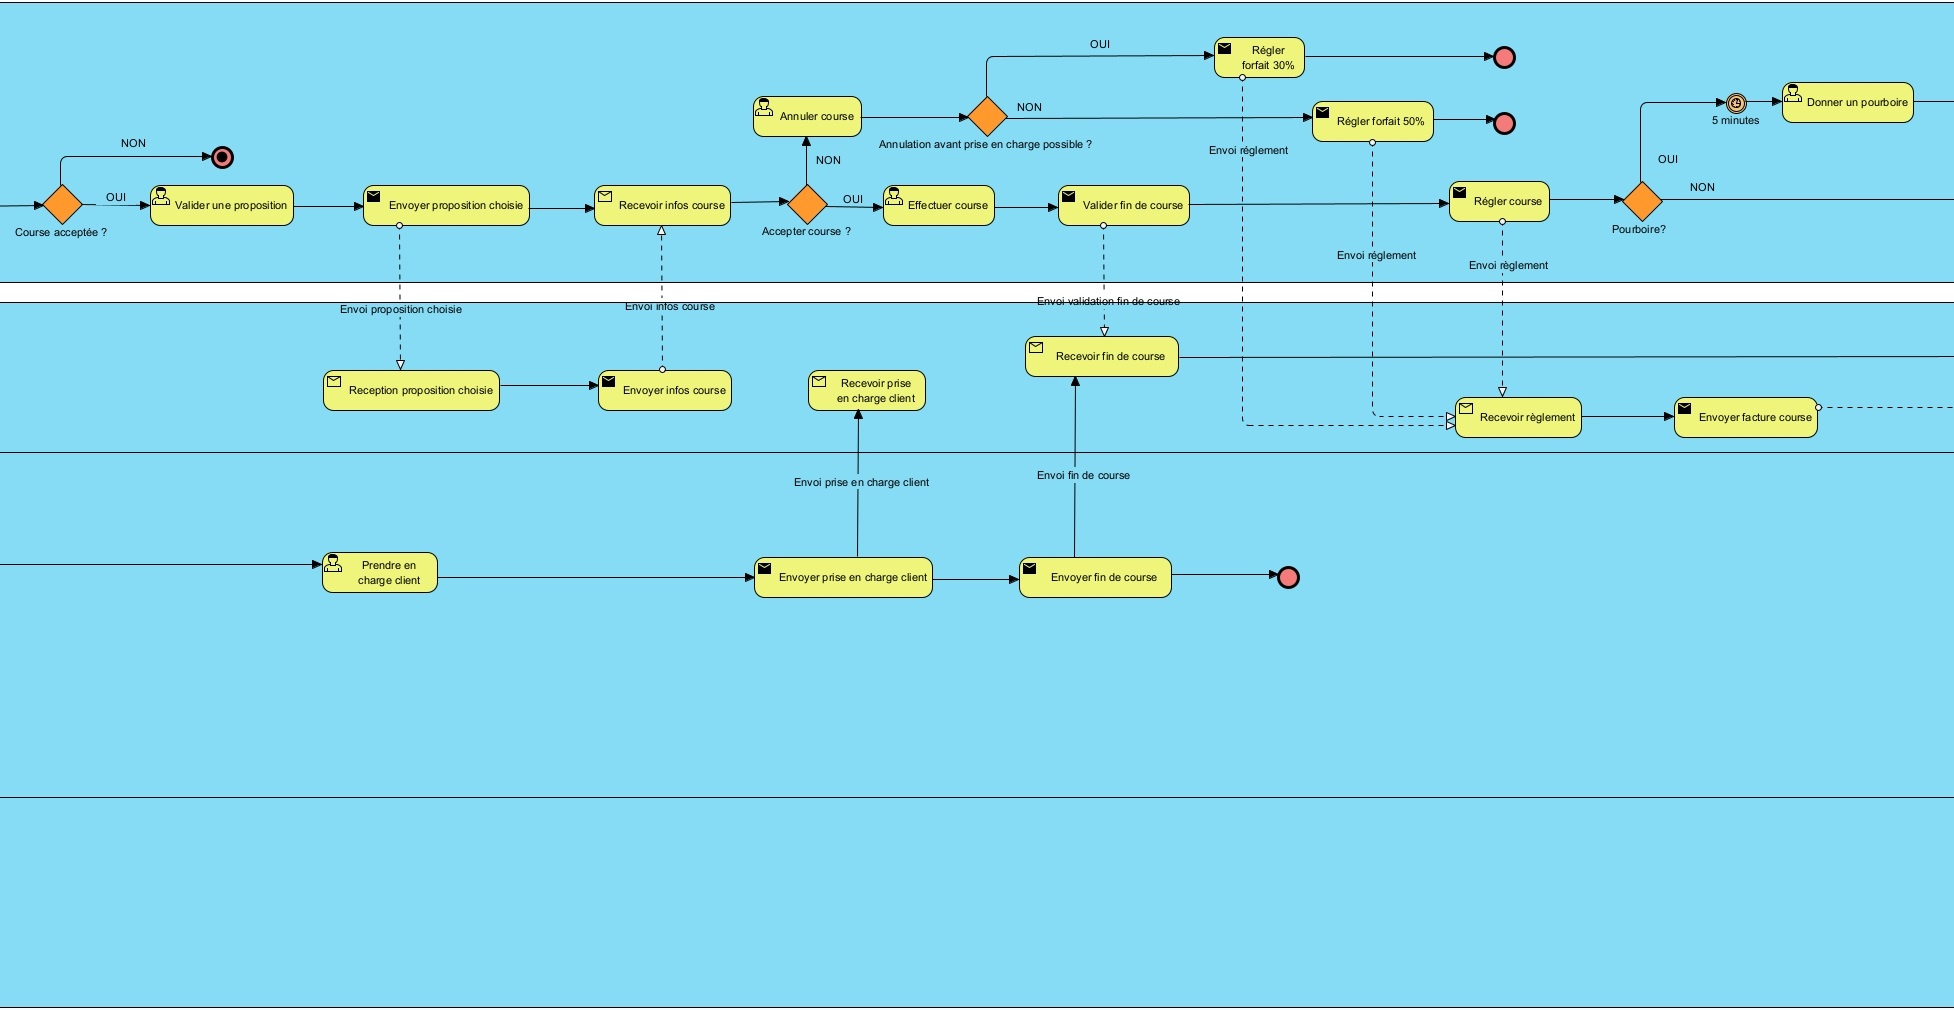 OUI
Régler
forfait 30%
NON
Annuler course
Annulation avant prise en charge possible ?
Régler forfait 50%
Envoi règlement
5 minutes
Donner un pourboire
NON
OUI
Course acceptée ?
Valider une proposition
Envoyer proposition choisie
Recevoir infos course
NON
OUI
Accepter course ?
Effectuer course
Valider fin de course
Régler course
OUI
NON
Pourboire?
Envoi règlement
Envoi règlement
Envoi proposition choisie
Envoi infos course
Envoi validation fin de course
Reception proposition choisie
Envoyer infos course
Recevoir prise
en charge client
Recevoir fin de course
Recevoir règlement
Envoyer facture course
Envoi prise en charge client
Envoi fin de course
Prendre en
charge client
Envoyer prise en charge client
Envoyer fin de course